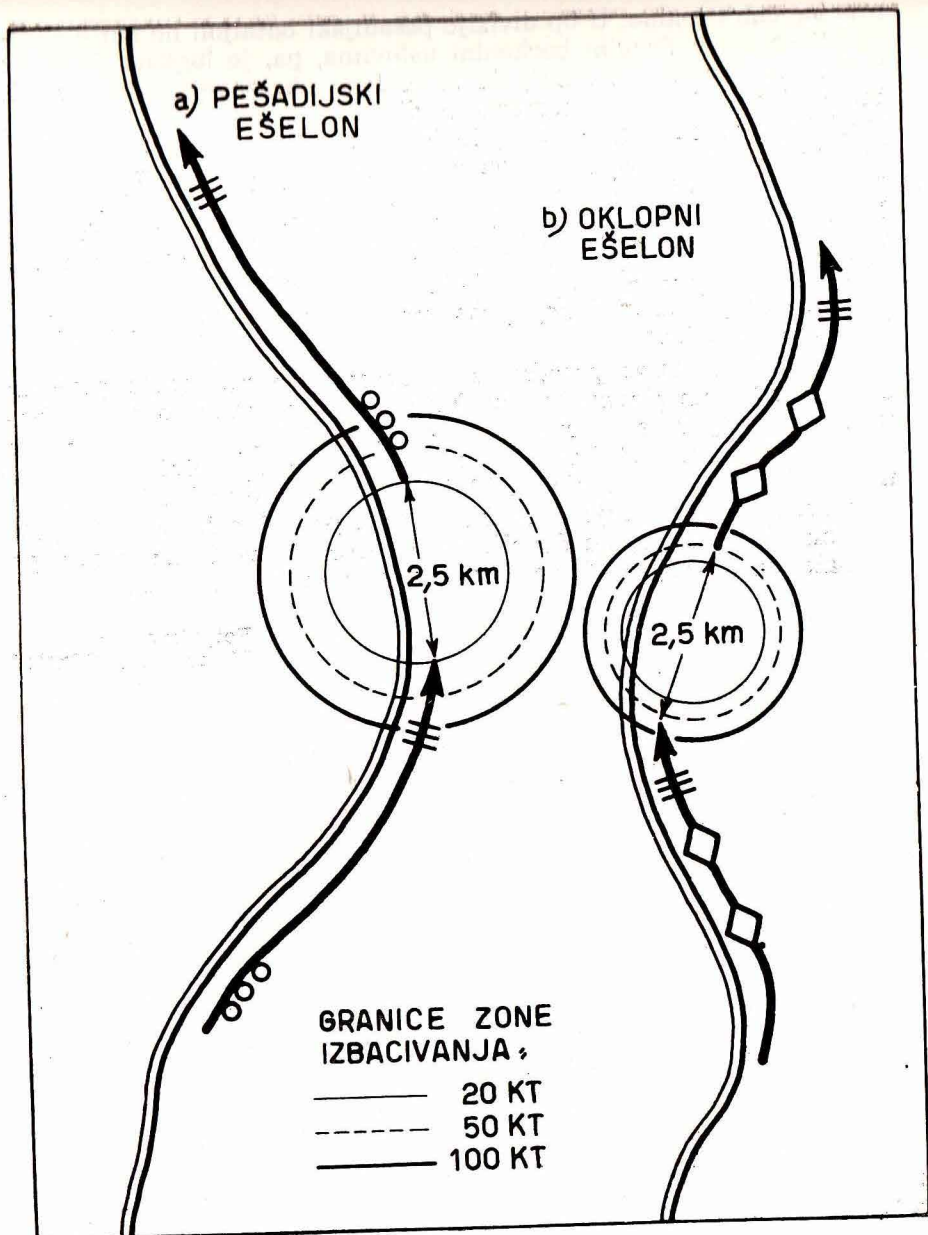 a) PEŠADIJSKI
EŠELON
b) OKLOPNI
EŠELON
2,5 km
2,5 km
GRANICE ZONE
IZBACIVANJA:
20 KT
50 KT
100 KT